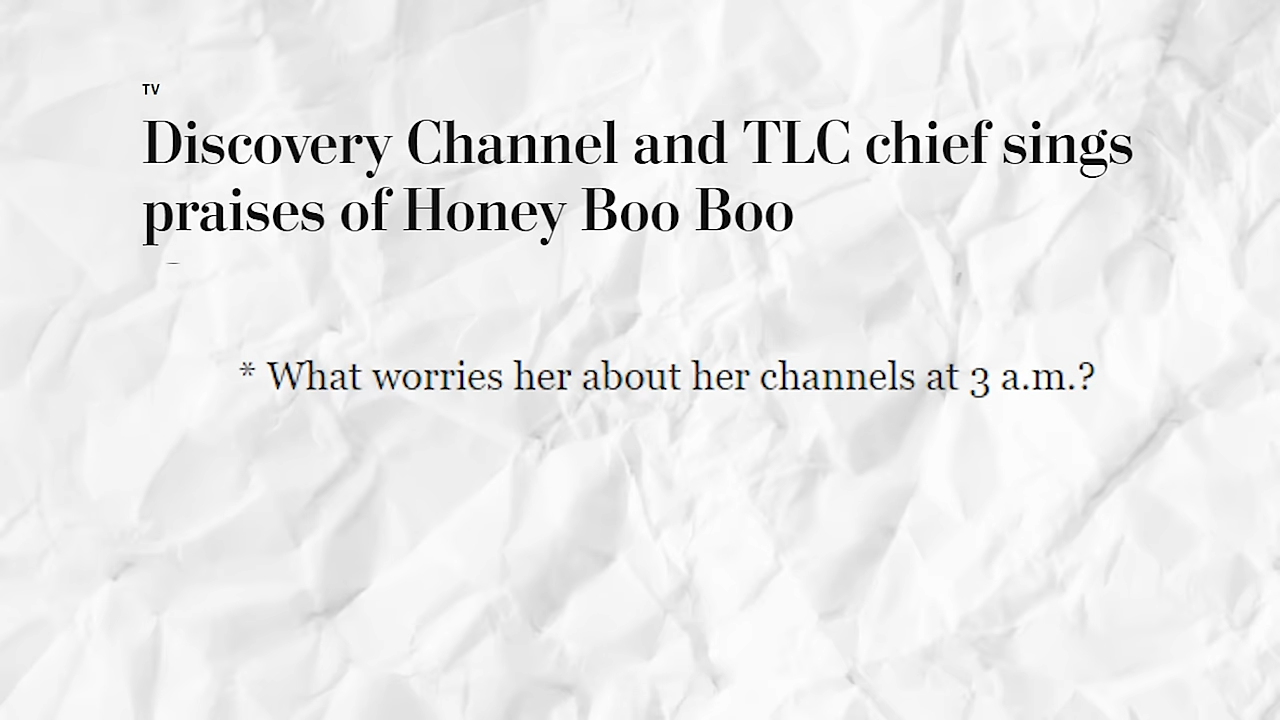 TV
Discovery Channel and TLC chief sings
praises of Honey Boo Boo
* What worries her about her channels at 3 a.m.?